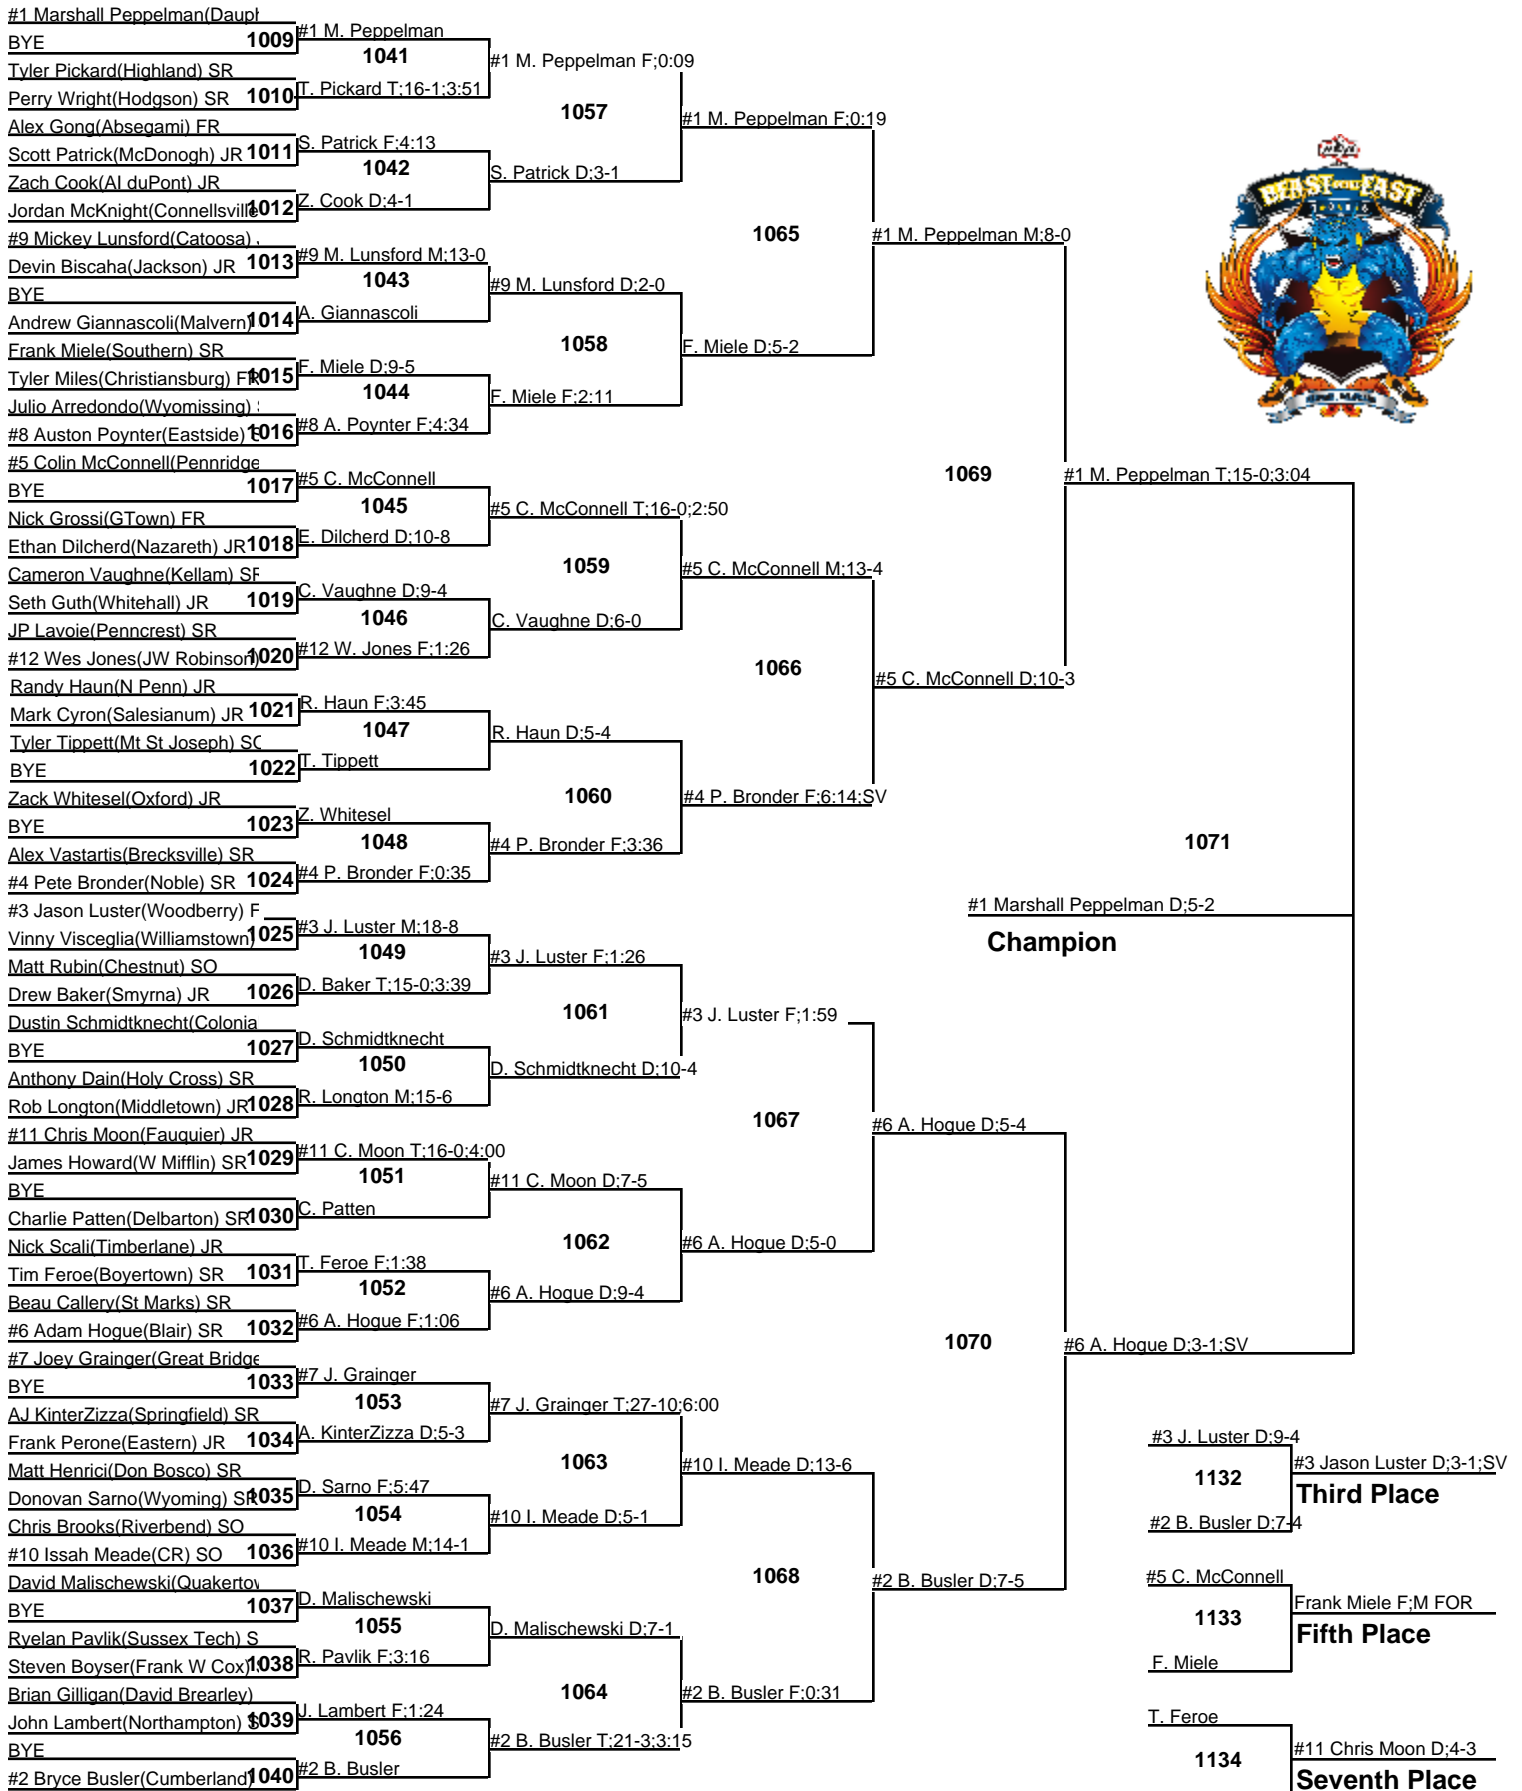 #1 Marshall Peppelman(Dauph
BYE
1009
Tyler Pickard(Highland) SR
Perry Wright(Hodgson) SR
1010
Alex Gong(Absegami) FR
Scott Patrick(McDonogh) JR
1011
Zach Cook(AI duPont) JR
Jordan McKnight(Connellsville
1012
#9 Mickey Lunsford(Catoosa)
Devin Biscaha(Jackson) JR
1013
BYE
Andrew Giannascoli(Malvern)
1014
Frank Miele(Southern) SR
Tyler Miles(Christiansburg) FR
1015
Julio Arredondo(Wyomissing)
#8 Auston Poynter(Eastside) S
1016
#5 Colin McConnell(Pennridge
BYE
1017
Nick Grossi(GTown) FR
Ethan Dilcherd(Nazareth) JR
1018
Cameron Vaughne(Kellam) SR
Seth Guth(Whitehall) JR
1019
JP Lavoie(Penncrest) SR
#12 Wes Jones(JW Robinson)
1020
Randy Haun(N Penn) JR
Mark Cyron(Salesianum) JR
1021
Tyler Tippett(Mt St Joseph) SO
BYE
1022
Zack Whitesel(Oxford) JR
BYE
1023
Alex Vastartis(Brecksville) SR
#4 Pete Bronder(Noble) SR
1024
#3 Jason Luster(Woodberry) F
Vinny Visceglia(Williamstown)
1025
Matt Rubin(Chestnut) SO
Drew Baker(Smyrna) JR
1026
Dustin Schmidtknecht(Colonia
BYE
1027
Anthony Dain(Holy Cross) SR
Rob Longton(Middletown) JR
1028
#11 Chris Moon(Fauquier) JR
James Howard(W Mifflin) SR
1029
BYE
Charlie Patten(Delbarton) SR
1030
Nick Scali(Timberlane) JR
Tim Feroe(Boyertown) SR
1031
Beau Callery(St Marks) SR
#6 Adam Hogue(Blair) SR
1032
#7 Joey Grainger(Great Bridge
BYE
1033
AJ KinterZizza(Springfield) SR
Frank Perone(Eastern) JR
1034
Matt Henrici(Don Bosco) SR
Donovan Sarno(Wyoming) SR
1035
Chris Brooks(Riverbend) SO
#10 Issah Meade(CR) SO
1036
David Malischewski(Quakertow
BYE
1037
Ryelan Pavlik(Sussex Tech) S
Steven Boyser(Frank W Cox)
1038
Brian Gilligan(David Brearley)
John Lambert(Northampton) S
1039
BYE
#2 Bryce Busler(Cumberland)
1040
#1 M. Peppelman
1041
T. Pickard T;16-1;3:51
S. Patrick F;4:13
1042
Z. Cook D;4-1
#9 M. Lunsford M;13-0
1043
A. Giannascoli
F. Miele D;9-5
1044
#8 A. Poynter F;4:34
#5 C. McConnell
1045
E. Dilcherd D;10-8
C. Vaughne D;9-4
1046
#12 W. Jones F;1:26
R. Haun F;3:45
1047
T. Tippett
Z. Whitesel
1048
#4 P. Bronder F;0:35
#3 J. Luster M;18-8
1049
D. Baker T;15-0;3:39
D. Schmidtknecht
1050
R. Longton M;15-6
#11 C. Moon T;16-0;4:00
1051
C. Patten
T. Feroe F;1:38
1052
#6 A. Hogue F;1:06
#7 J. Grainger
1053
A. KinterZizza D;5-3
D. Sarno F;5:47
1054
#10 I. Meade M;14-1
D. Malischewski
1055
R. Pavlik F;3:16
J. Lambert F;1:24
1056
#2 B. Busler
#1 M. Peppelman F;0:09
1057
S. Patrick D;3-1
#9 M. Lunsford D;2-0
1058
F. Miele F;2:11
#5 C. McConnell T;16-0;2:50
1059
C. Vaughne D;6-0
R. Haun D;5-4
1060
#4 P. Bronder F;3:36
#3 J. Luster F;1:26
1061
D. Schmidtknecht D;10-4
#11 C. Moon D;7-5
1062
#6 A. Hogue D;9-4
#7 J. Grainger T;27-10;6:00
1063
#10 I. Meade D;5-1
D. Malischewski D;7-1
1064
#2 B. Busler T;21-3;3:15
#1 M. Peppelman F;0:19
1065
F. Miele D;5-2
#5 C. McConnell M;13-4
1066
#4 P. Bronder F;6:14;SV
#3 J. Luster F;1:59
1067
#6 A. Hogue D;5-0
#10 I. Meade D;13-6
1068
#2 B. Busler F;0:31
#1 M. Peppelman M;8-0
1069
#5 C. McConnell D;10-3
#6 A. Hogue D;5-4
1070
#2 B. Busler D;7-5
#1 M. Peppelman T;15-0;3:04
1071
#6 A. Hogue D;3-1;SV
#1 Marshall Peppelman D;5-2
Champion
BEAST OF THE EAST
#3 J. Luster D;9-4
1132
#2 B. Busler D;7-4
#3 Jason Luster D;3-1;SV
Third Place
#5 C. McConnell
1133
F. Miele
Frank Miele F;M FOR
Fifth Place
T. Feroe
1134
#11 Chris Moon D;4-3
Seventh Place